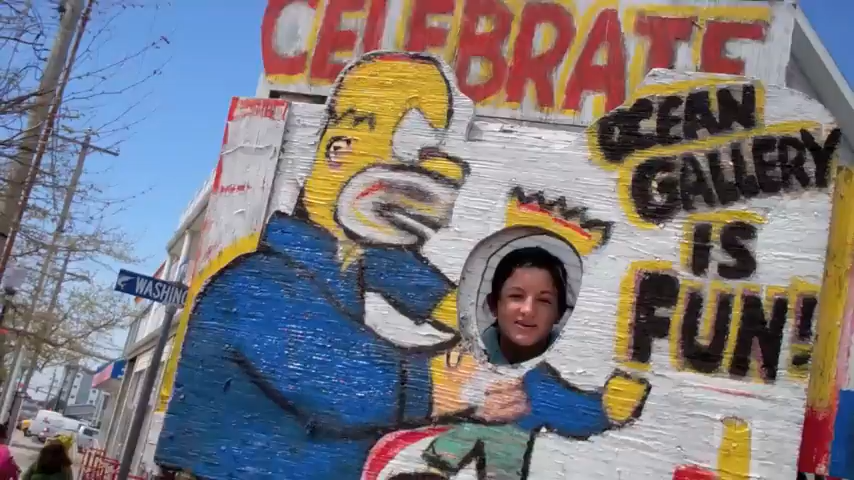 CELEBRATE
OCEAN
GALLERY
IS
FUN!
WASHING